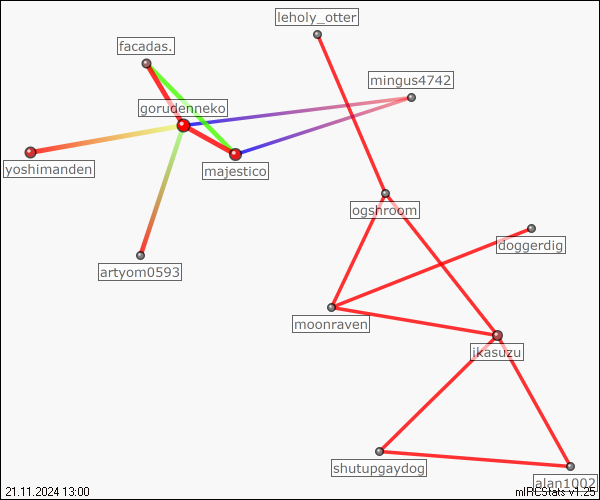 leholy_otter
facadas.
mingus4742
gorudenneko
yoshimanden
majestico
ogshroom
doggerdig
artyom0593
moonraven
ikasuzu
shutupgaydog
alan1002
21.11.2024 13:00
mIRCStats v1.25